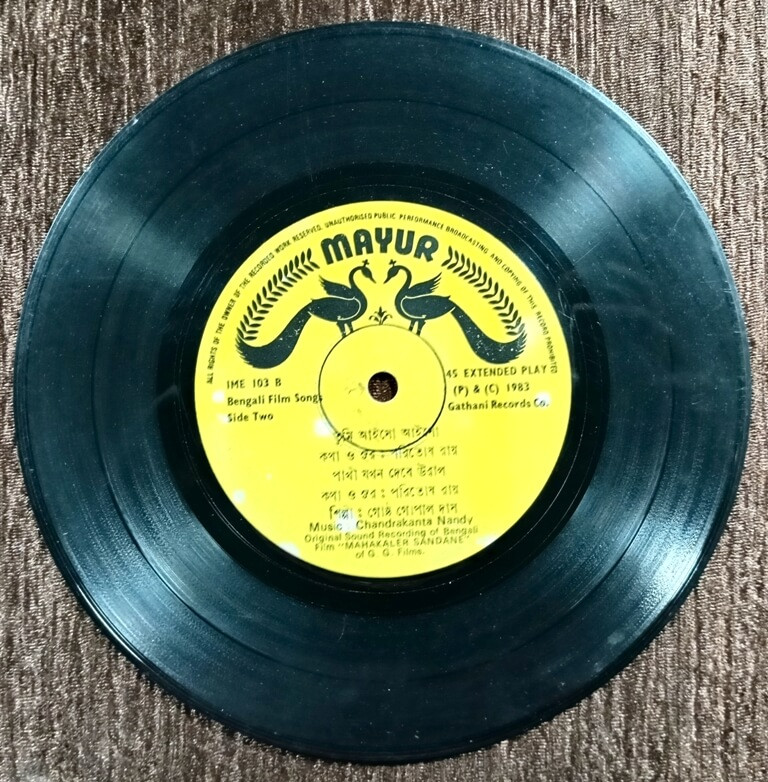 ALL RIGHTS OF THE OWNER OF THE RECORDED WORK RESERVED. UNAUTHORISED PUBLIC PERFORMANCE BROADCASTING AND COPYING OF THIS RECORD PROHIBITED
MAYUR
IME 103 B
Bengali Film Songs
Side Two
45 EXTENDED PLAY
(P) & (C) 1983
Gathani Records Co.
তুমি আইসো আইসো
কথা ও সুর : পরিতোষ রায়
পাখী যখন দেবে উরাল
কথা ও সুর : পরিতোষ রায়
শিল্পী : গোষ্ঠ গোপাল দাস
Music : Chandrakanta Nandy
Original Sound Recording of Bengali
Film "MAHAKALER SANDANE"
of G. G. Films.